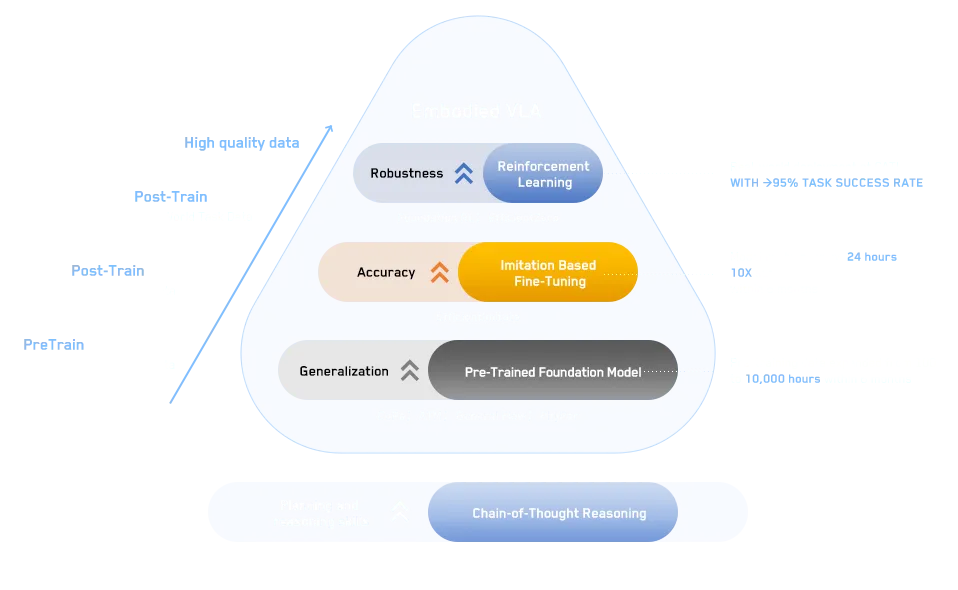 High quality data
Post-Train
Post-Train
PreTrain
Robustness
Reinforcement
Learning
WITH →95% TASK SUCCESS RATE
Accuracy
Imitation Based
Fine-Tuning
24 hours
10X
Generalization
Pre-Trained Foundation Model
10,000 hours
Chain-of-Thought Reasoning